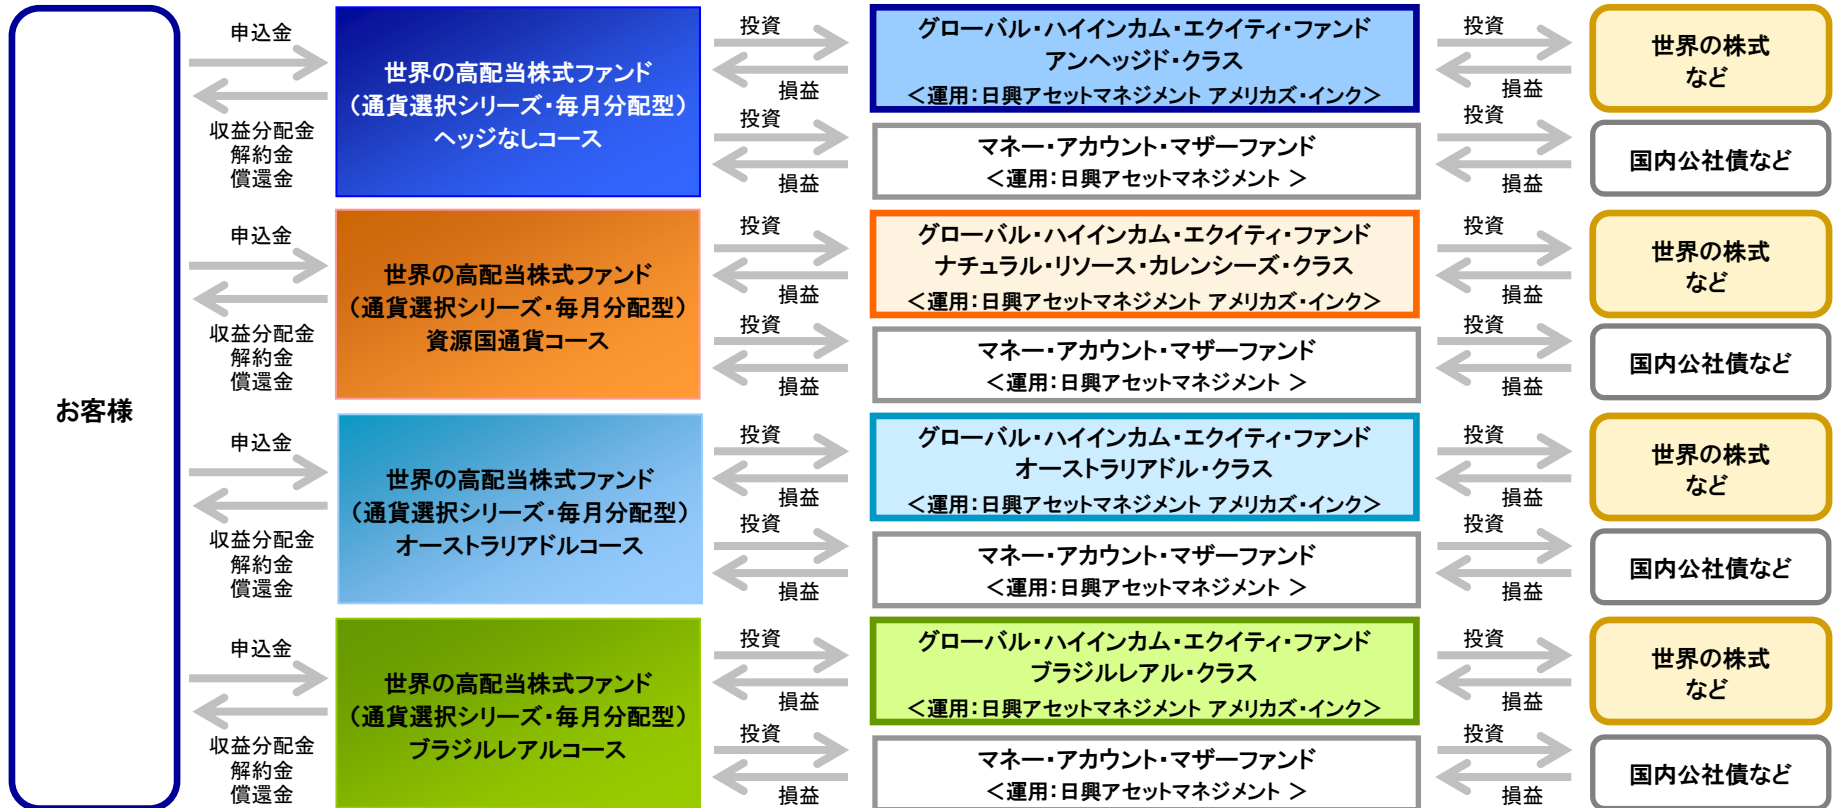 お客様
申込金
収益分配金
解約金
償還金
世界の高配当株式ファンド
(通貨選択シリーズ・毎月分配型)
ヘッジなしコース
投資
損益
グローバル・ハイインカム・エクイティ・ファンド
アンヘッジド・クラス
<運用:日興アセットマネジメント アメリカズ・インク>
投資
損益
世界の株式
など
投資
損益
マネー・アカウント・マザーファンド
<運用:日興アセットマネジメント >
投資
損益
国内公社債など
申込金
収益分配金
解約金
償還金
世界の高配当株式ファンド
(通貨選択シリーズ・毎月分配型)
資源国通貨コース
投資
損益
グローバル・ハイインカム・エクイティ・ファンド
ナチュラル・リソース・カレンシーズ・クラス
<運用:日興アセットマネジメント アメリカズ・インク>
投資
損益
世界の株式
など
投資
損益
マネー・アカウント・マザーファンド
<運用:日興アセットマネジメント >
投資
損益
国内公社債など
申込金
収益分配金
解約金
償還金
世界の高配当株式ファンド
(通貨選択シリーズ・毎月分配型)
オーストラリアドルコース
投資
損益
グローバル・ハイインカム・エクイティ・ファンド
オーストラリアドル・クラス
<運用:日興アセットマネジメント アメリカズ・インク>
投資
損益
世界の株式
など
投資
損益
マネー・アカウント・マザーファンド
<運用:日興アセットマネジメント >
投資
損益
国内公社債など
申込金
収益分配金
解約金
償還金
世界の高配当株式ファンド
(通貨選択シリーズ・毎月分配型)
ブラジルレアルコース
投資
損益
グローバル・ハイインカム・エクイティ・ファンド
ブラジルレアル・クラス
<運用:日興アセットマネジメント アメリカズ・インク>
投資
損益
世界の株式
など
投資
損益
マネー・アカウント・マザーファンド
<運用:日興アセットマネジメント >
投資
損益
国内公社債など